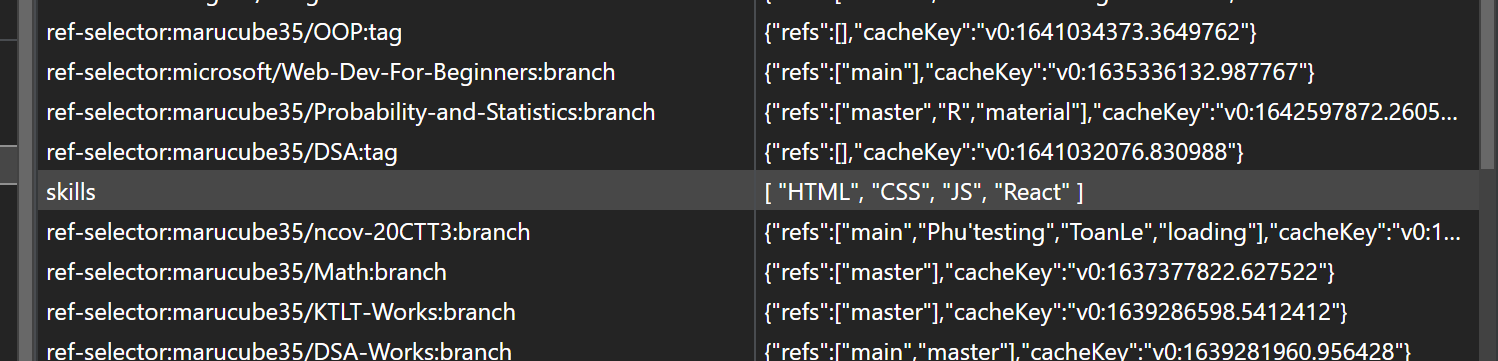 ref-selector:marucube35/OOP:tag {"refs":[],"cacheKey":"v0:1641034373.3649762"}
ref-selector:microsoft/Web-Dev-For-Beginners:branch {"refs":["main"],"cacheKey":"v0:1635336132.987767"}
ref-selector:marucube35/Probability-and-Statistics:branch {"refs":["master","R","material"],"cacheKey":"v0:1642597872.2605...
ref-selector:marucube35/DSA:tag {"refs":[],"cacheKey":"v0:1641032076.830988"}
skills [ "HTML", "CSS", "JS", "React" ]
ref-selector:marucube35/ncov-20CTT3:branch {"refs":["main","Phu'testing","ToanLe","loading"],"cacheKey":"v0:1...
ref-selector:marucube35/Math:branch {"refs":["master"],"cacheKey":"v0:1637377822.627522"}
ref-selector:marucube35/KTLT-Works:branch {"refs":["master"],"cacheKey":"v0:1639286598.5412412"}
ref-selector:marucube35/DSA-Works:branch {"refs":["main","master"],"cacheKey":"v0:1639281960.956428"}